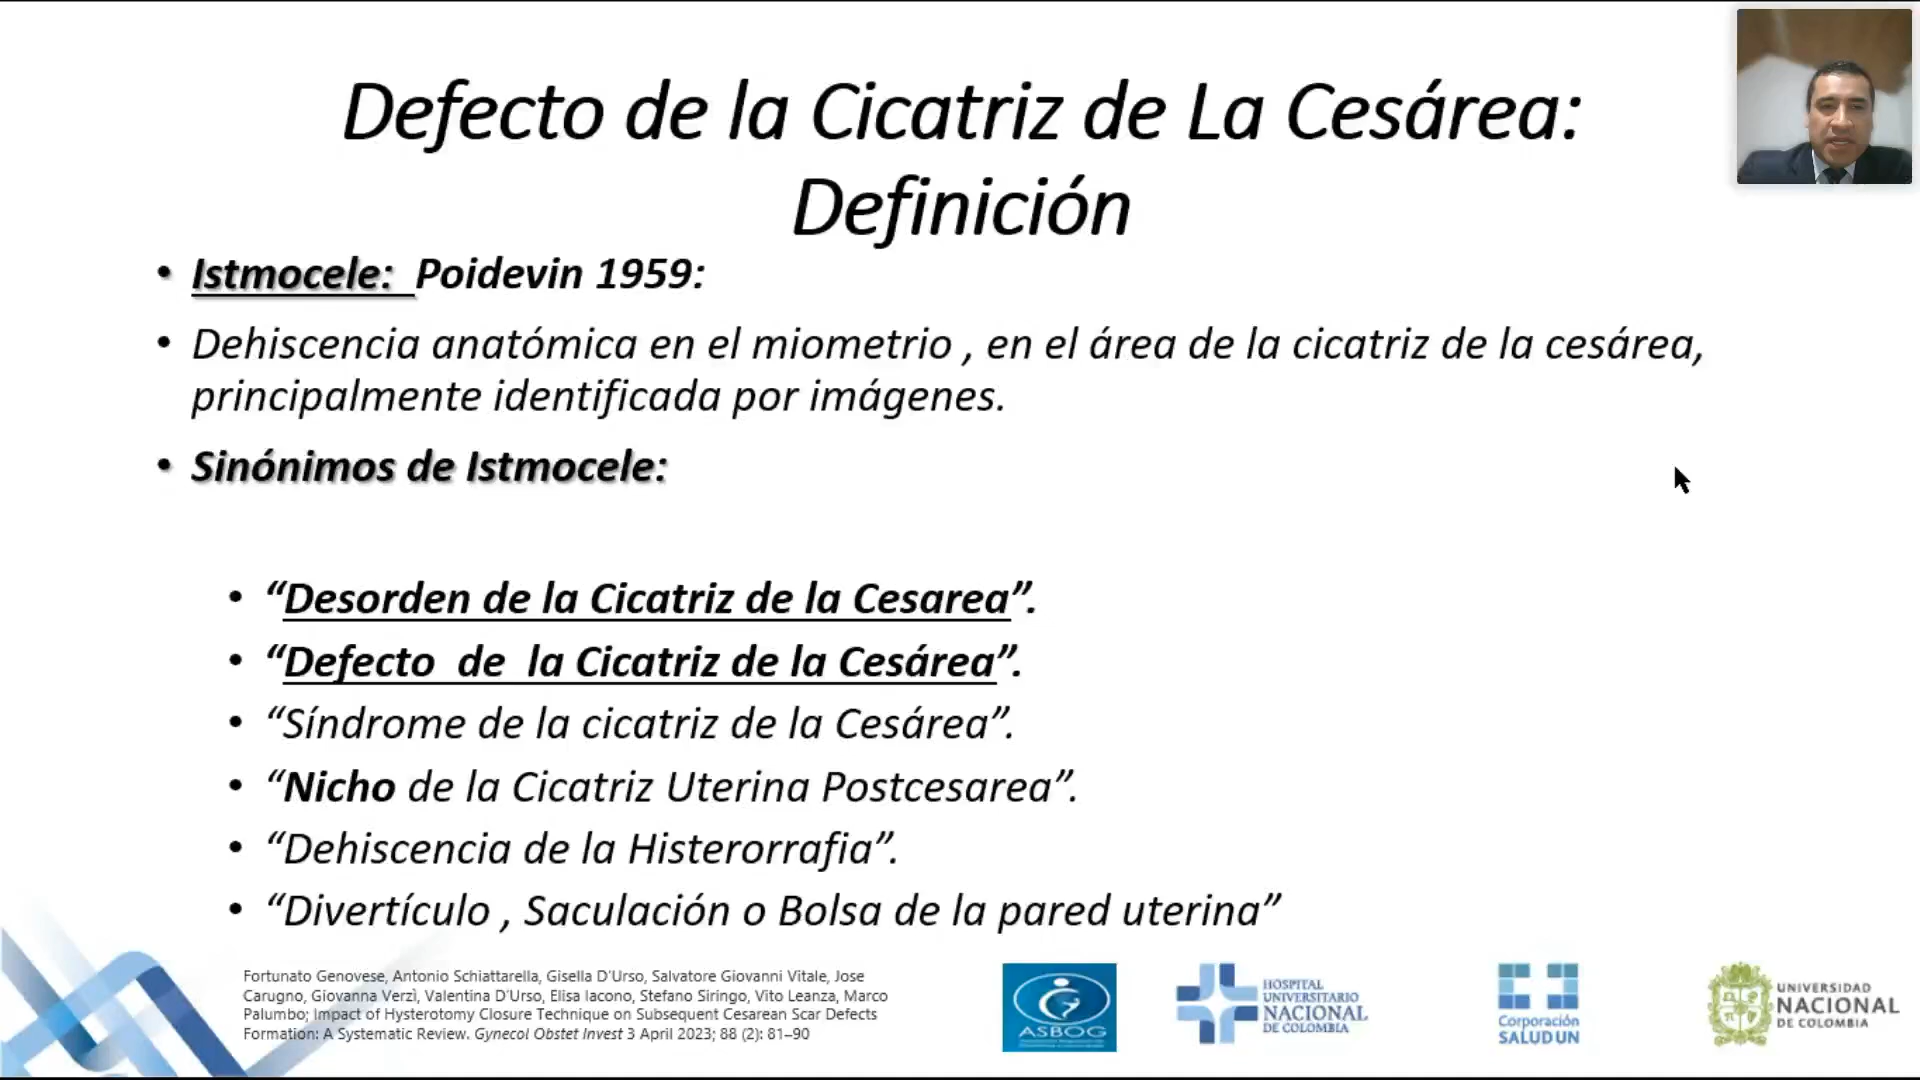 Defecto de la Cicatriz de La Cesárea:
Definición
• Istmocele: Poidevin 1959:
• Dehiscencia anatómica en el miometrio , en el área de la cicatriz de la cesárea,
principalmente identificada por imágenes.
• Sinónimos de Istmocele:
• “Desorden de la Cicatriz de la Cesarea”.
• “Defecto de la Cicatriz de la Cesárea”.
• “Síndrome de la cicatriz de la Cesárea”.
• “Nicho de la Cicatriz Uterina Postcesarea”.
• “Dehiscencia de la Histerorrafia”.
• “Divertículo , Saculación o Bolsa de la pared uterina”
Fortunato Genovese, Antonio Schiattarella, Gisella D'Urso, Salvatore Giovanni Vitale, Jose
Carugno, Giovanna Verzì, Valentina D'Urso, Elisa Iacono, Stefano Siringo, Vito Leanza, Marco
Palumbo; Impact of Hysterotomy Closure Technique on Subsequent Cesarean Scar Defects
Formation: A Systematic Review. Gynecol Obstet Invest 3 April 2023; 88 (2): 81–90
ASBOG
HOSPITAL
UNIVERSITARIO
NACIONAL
DE COLOMBIA
Corporación
SALUD UN
UNIVERSIDAD
NACIONAL
DE COLOMBIA